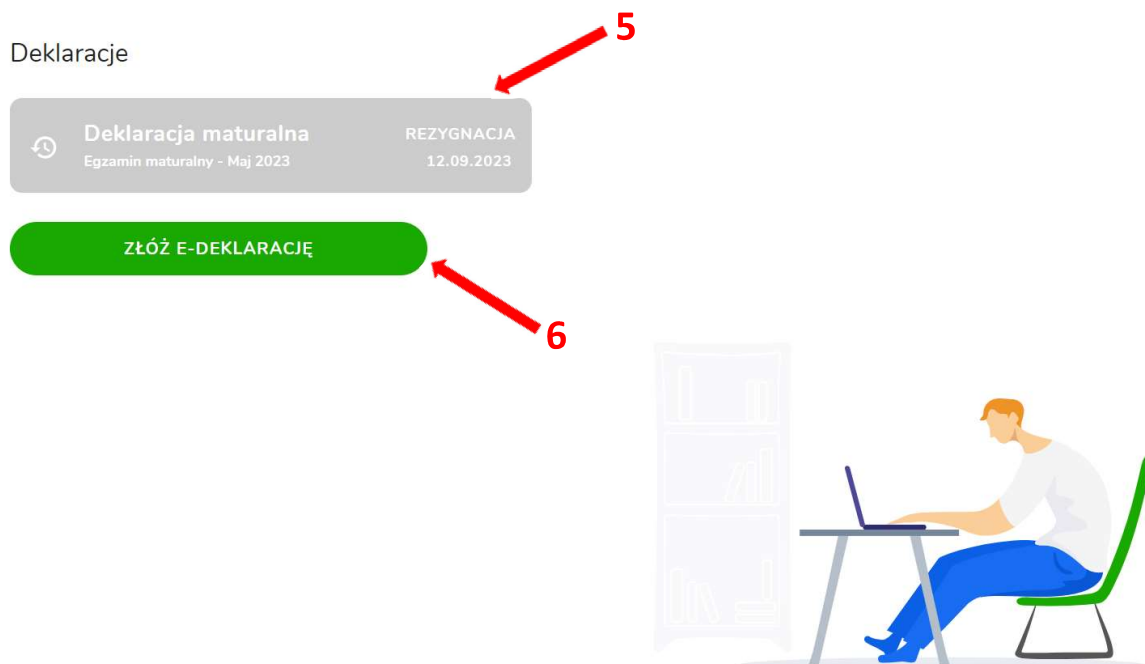 5
Deklaracje
Deklaracja maturalna
REZYGNACJA
Egzamin maturalny - Maj 2023
12.09.2023
ZŁÓŻ E-DEKLARACJĘ
6